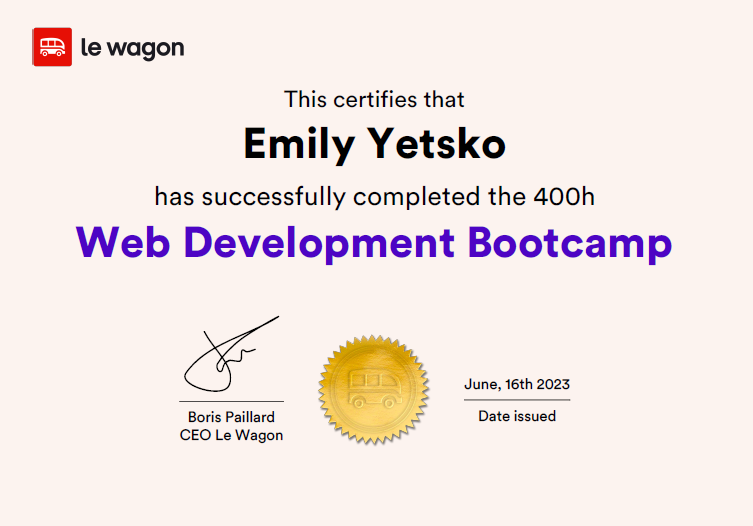 le wagon
This certifies that
Emily Yetsko
has successfully completed the 400h
Web Development Bootcamp
Boris Paillard
CEO Le Wagon
June, 16th 2023
Date issued